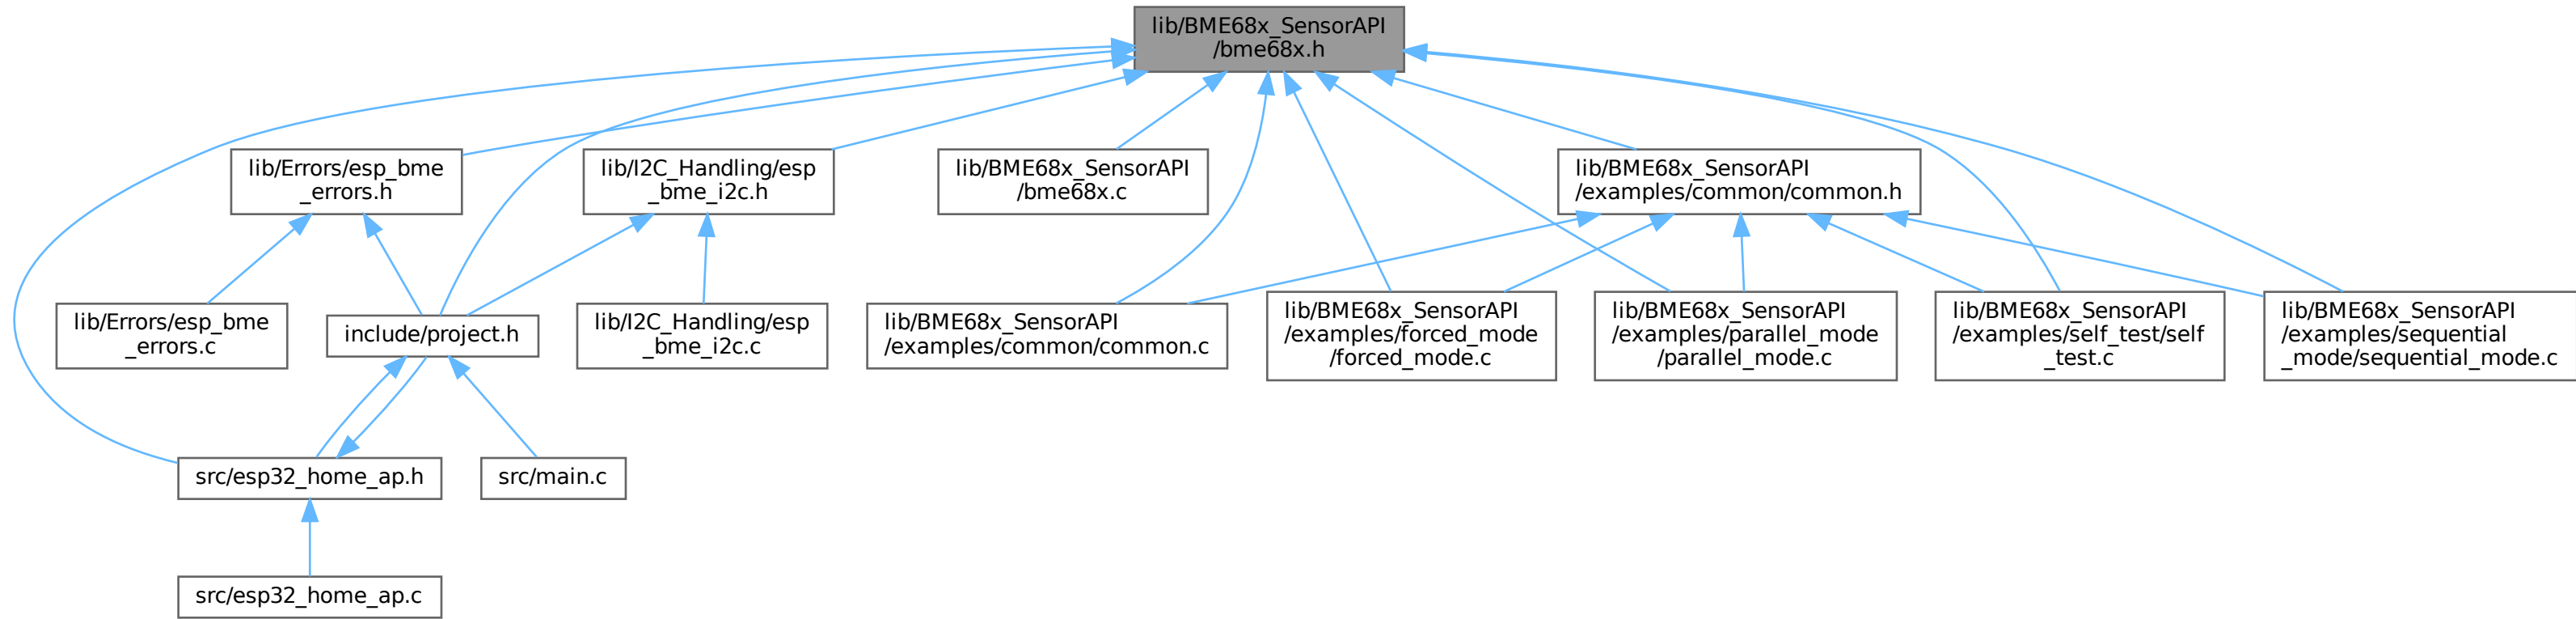 lib/BME68x_SensorAPI
/bme68x.h
lib/Errors/esp_bme
_errors.h
lib/I2C_Handling/esp
_bme_i2c.h
lib/BME68x_SensorAPI
/bme68x.c
lib/BME68x_SensorAPI
/examples/common/common.h
lib/Errors/esp_bme
_errors.c
include/project.h
lib/I2C_Handling/esp
_bme_i2c.c
lib/BME68x_SensorAPI
/examples/common/common.c
lib/BME68x_SensorAPI
/examples/forced_mode
/forced_mode.c
lib/BME68x_SensorAPI
/examples/parallel_mode
/parallel_mode.c
lib/BME68x_SensorAPI
/examples/self_test/self
_test.c
lib/BME68x_SensorAPI
/examples/sequential
_mode/sequential_mode.c
src/esp32_home_ap.h
src/main.c
src/esp32_home_ap.c